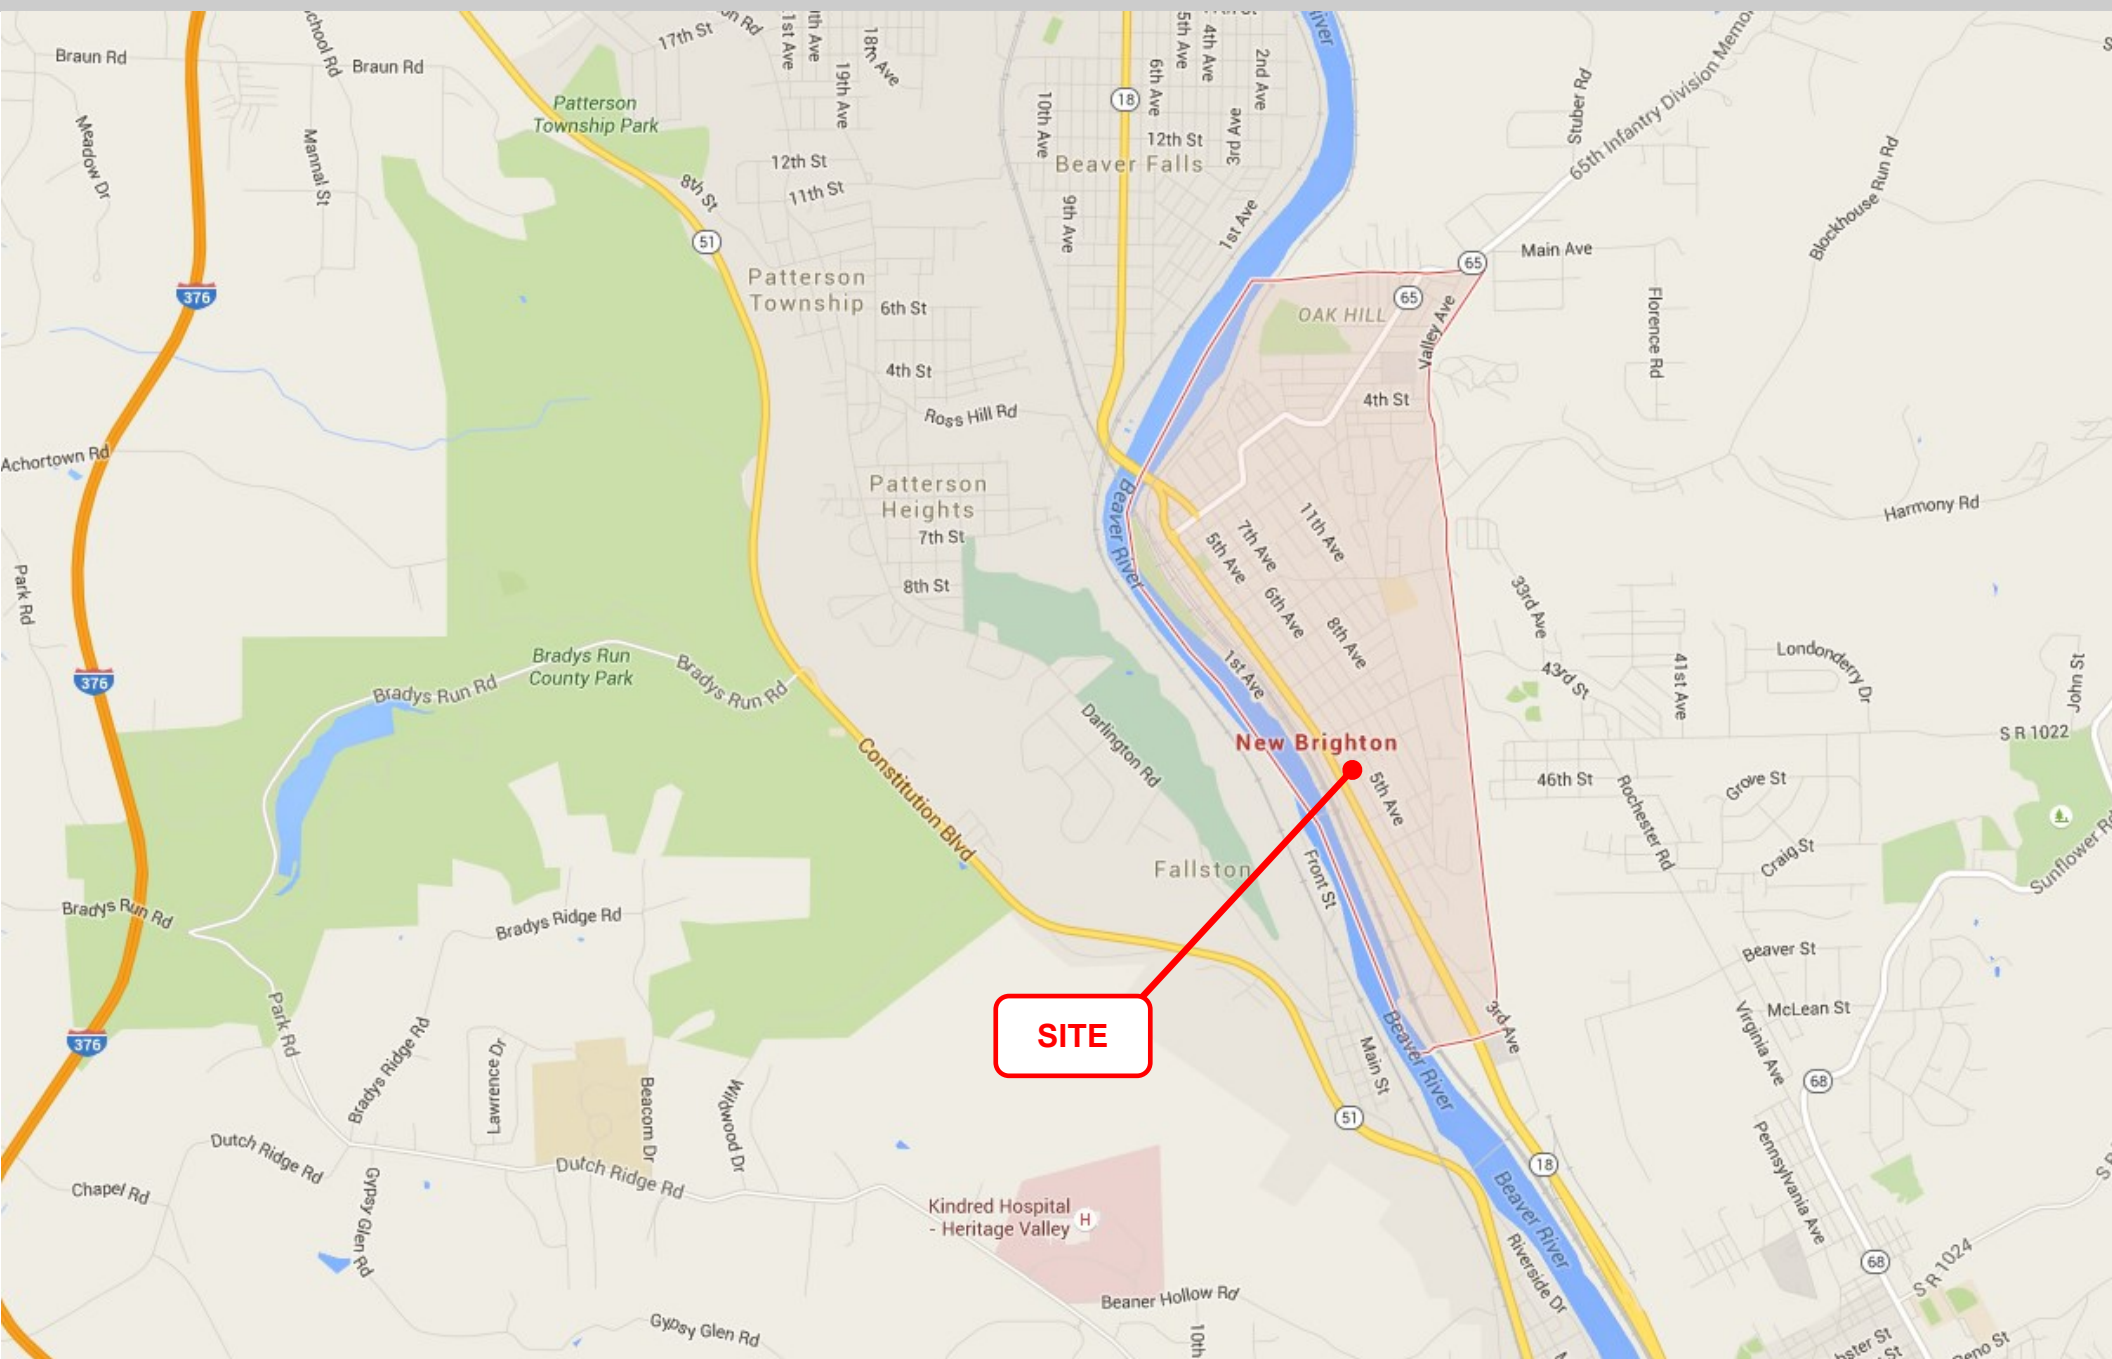 Braun Rd
Braun Rd
17th St
18th Ave
19th Ave
Meadow Dr
Mannal St
Patterson
Township Park
12th St
11th St
8th St
51
376
Patterson
Township
6th St
4th St
Ross Hill Rd
10th Ave
9th Ave
18
6th Ave
5th Ave
4th Ave
2nd Ave
3rd Ave
12th St
Beaver Falls
1st Ave
Stuber Rd
Blockhouse Run Rd
65
Main Ave
65
OAK HILL
Valley Ave
Florence Rd
4th St
Achortown Rd
Patterson
Heights
7th St
8th St
Beaver River
11th Ave
7th Ave
5th Ave
6th Ave
8th Ave
1st Ave
Harmony Rd
33rd Ave
43rd St
41st Ave
Londonderry Dr
John St
S R 1022
Park Rd
376
Bradys Run Rd
Bradys Run
County Park
Bradys Run Rd
Constitution Blvd
Darlington Rd
New Brighton
5th Ave
46th St
Rochester Rd
Grove St
Craig St
Sunflower Rd
Fallston
Front St
Bradys Run Rd
Bradys Ridge Rd
Beaver St
McLean St
Virginia Ave
3rd Ave
SITE
Beaver River
Main St
376
Park Rd
Bradys Ridge Rd
Lawrence Dr
Beacom Dr
Wildwood Dr
51
68
Pennsylvania Ave
Dutch Ridge Rd
Dutch Ridge Rd
Chapel Rd
Gypsy Glen Rd
18
Beaver River
Kindred Hospital
- Heritage Valley
H
Riverside Dr
68
S R 1024
Beaner Hollow Rd
Gypsy Glen Rd
10th